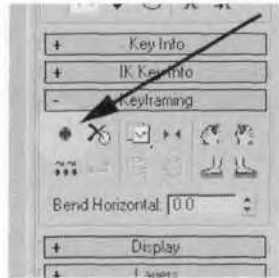 + Key Info
+ IK Key Info
- Keyframing
Bend Horizontal: 0.0
+ Display
+ Layers